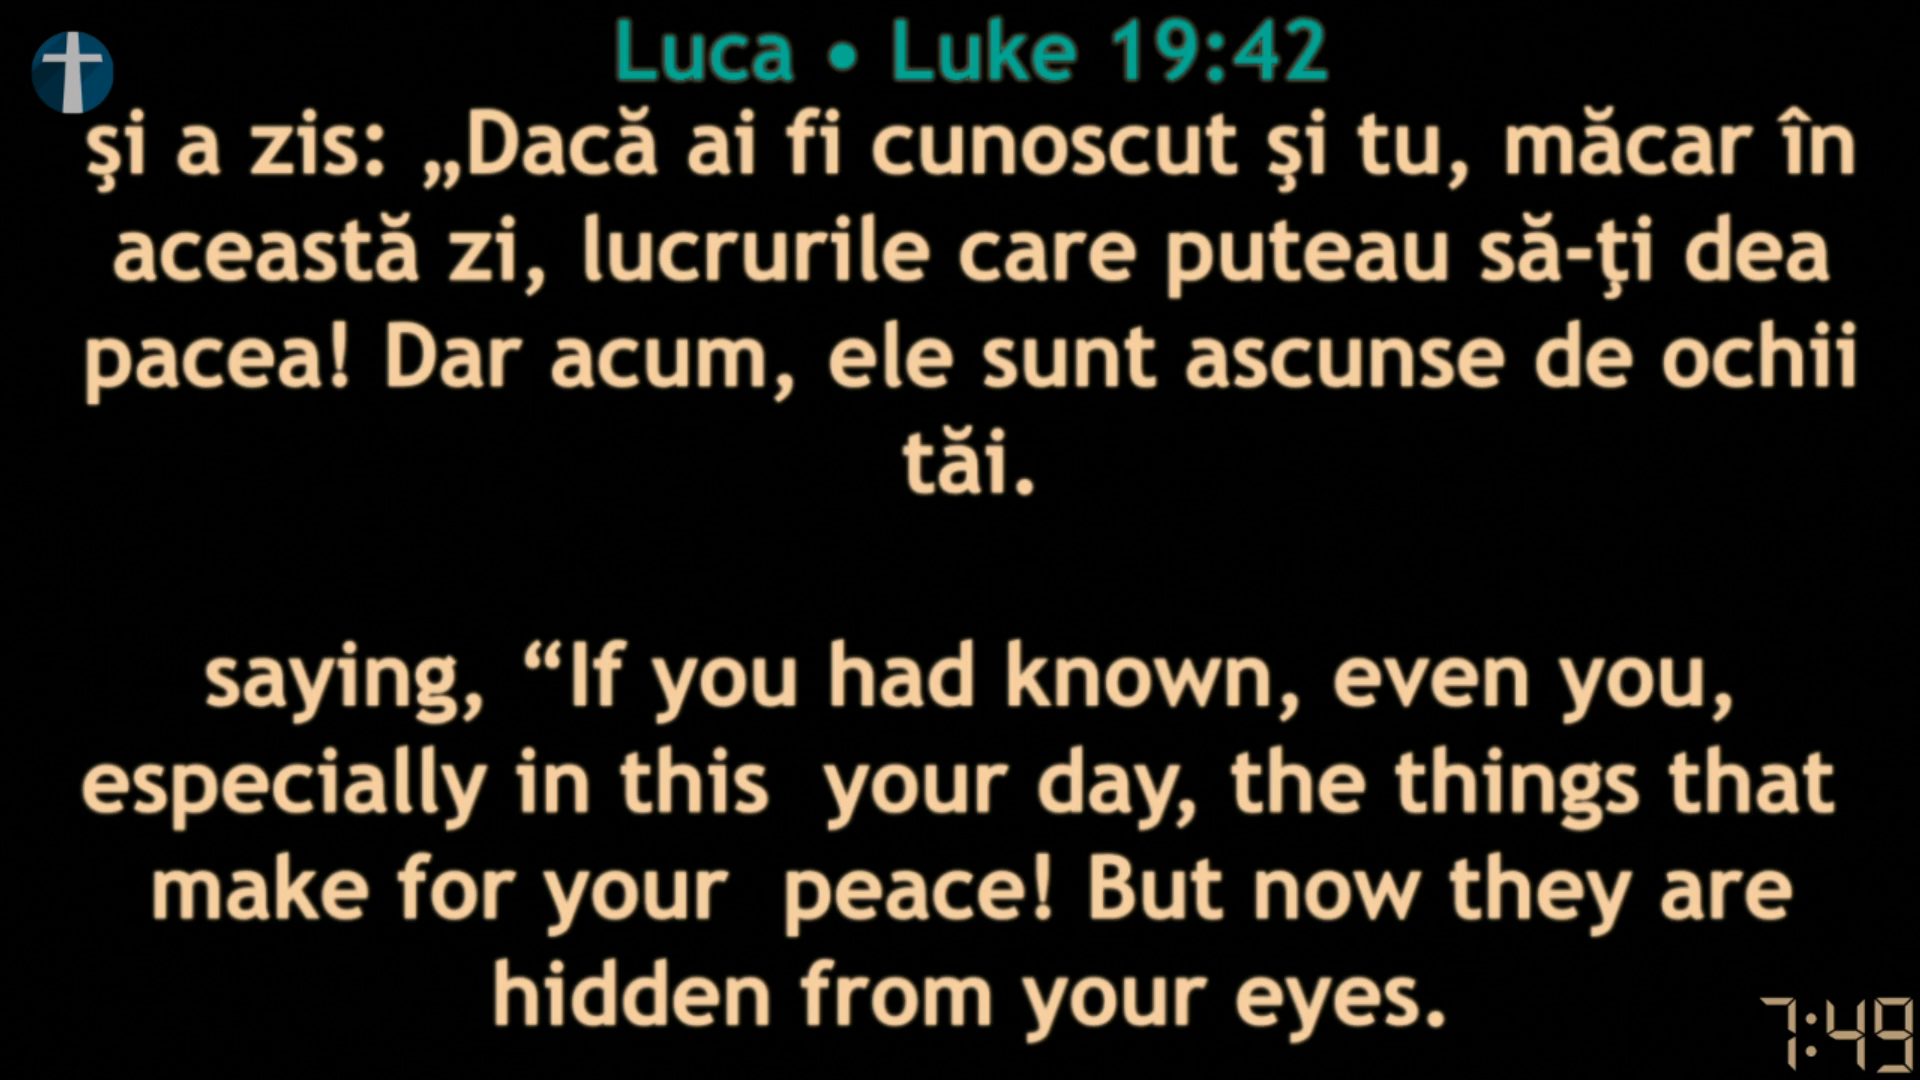 Luca • Luke 19:42
şi a zis: „Dacă ai fi cunoscut şi tu, măcar în
această zi, lucrurile care puteau să-ţi dea
pacea! Dar acum, ele sunt ascunse de ochii
tăi.
saying, “If you had known, even you,
especially in this  your day, the things that
make for your  peace! But now they are
hidden from your eyes.
7:49